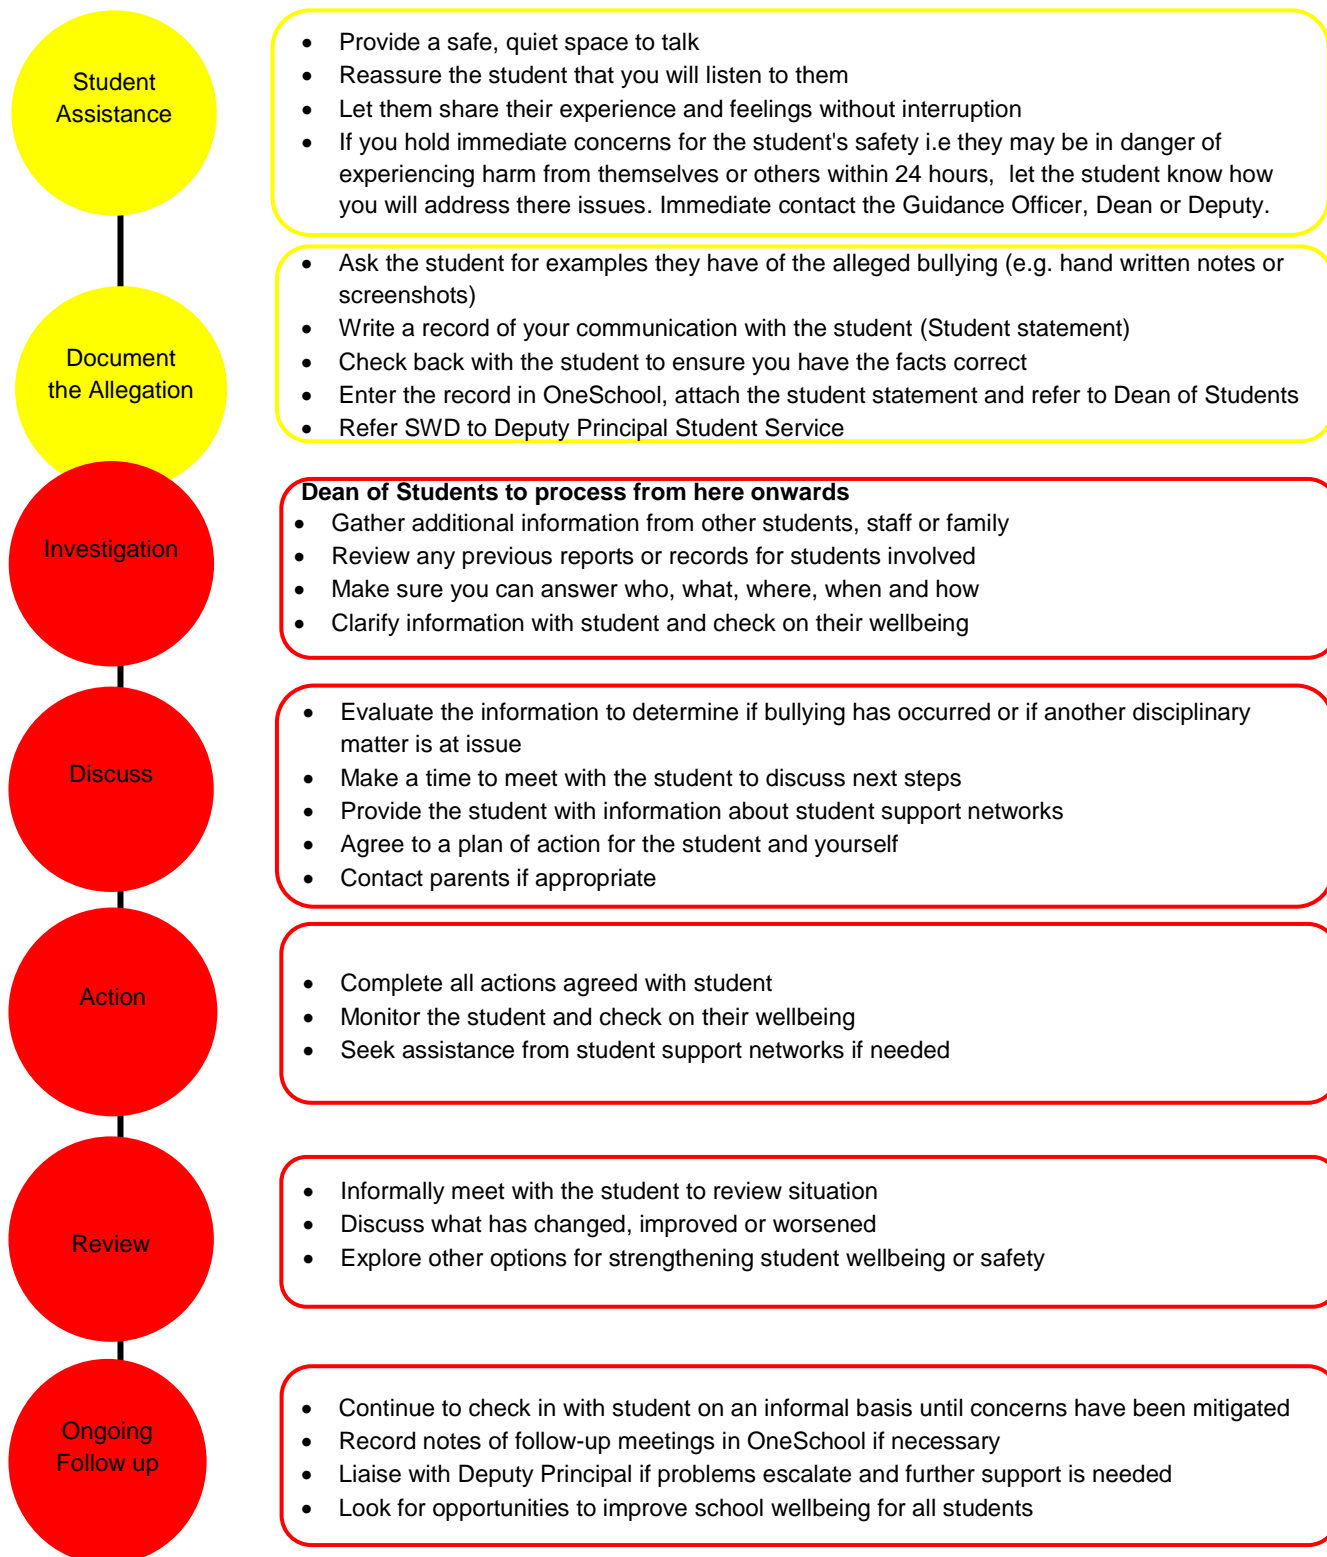 Student
Assistance
• Provide a safe, quiet space to talk
• Reassure the student that you will listen to them
• Let them share their experience and feelings without interruption
• If you hold immediate concerns for the student's safety i.e they may be in danger of
experiencing harm from themselves or others within 24 hours, let the student know how
you will address there issues. Immediate contact the Guidance Officer, Dean or Deputy.
Document
the Allegation
• Ask the student for examples they have of the alleged bullying (e.g. hand written notes or
screenshots)
• Write a record of your communication with the student (Student statement)
• Check back with the student to ensure you have the facts correct
• Enter the record in OneSchool, attach the student statement and refer to Dean of Students
• Refer SWD to Deputy Principal Student Service
Investigation
Dean of Students to process from here onwards
• Gather additional information from other students, staff or family
• Review any previous reports or records for students involved
• Make sure you can answer who, what, where, when and how
• Clarify information with student and check on their wellbeing
Discuss
• Evaluate the information to determine if bullying has occurred or if another disciplinary
matter is at issue
• Make a time to meet with the student to discuss next steps
• Provide the student with information about student support networks
• Agree to a plan of action for the student and yourself
• Contact parents if appropriate
Action
• Complete all actions agreed with student
• Monitor the student and check on their wellbeing
• Seek assistance from student support networks if needed
Review
• Informally meet with the student to review situation
• Discuss what has changed, improved or worsened
• Explore other options for strengthening student wellbeing or safety
Ongoing
Follow up
• Continue to check in with student on an informal basis until concerns have been mitigated
• Record notes of follow-up meetings in OneSchool if necessary
• Liaise with Deputy Principal if problems escalate and further support is needed
• Look for opportunities to improve school wellbeing for all students